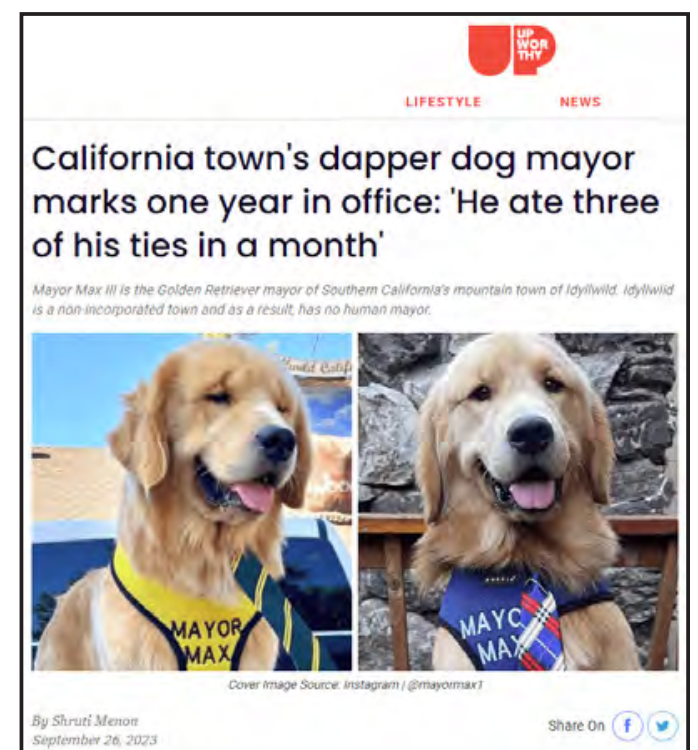 UP
WOR
THY
LIFESTYLE NEWS
California town's dapper dog mayor
marks one year in office: 'He ate three
of his ties in a month'
Mayor Max III is the Golden Retriever mayor of Southern California's mountain town of Idyllwild. Idyllwild
is a non-incorporated town and as a result, has no human mayor.
MAYOR
MAX
MAYO
MAX
Cover Image Source: Instagram | @mayormax1
By Shruti Menon
September 26, 2023
Share On